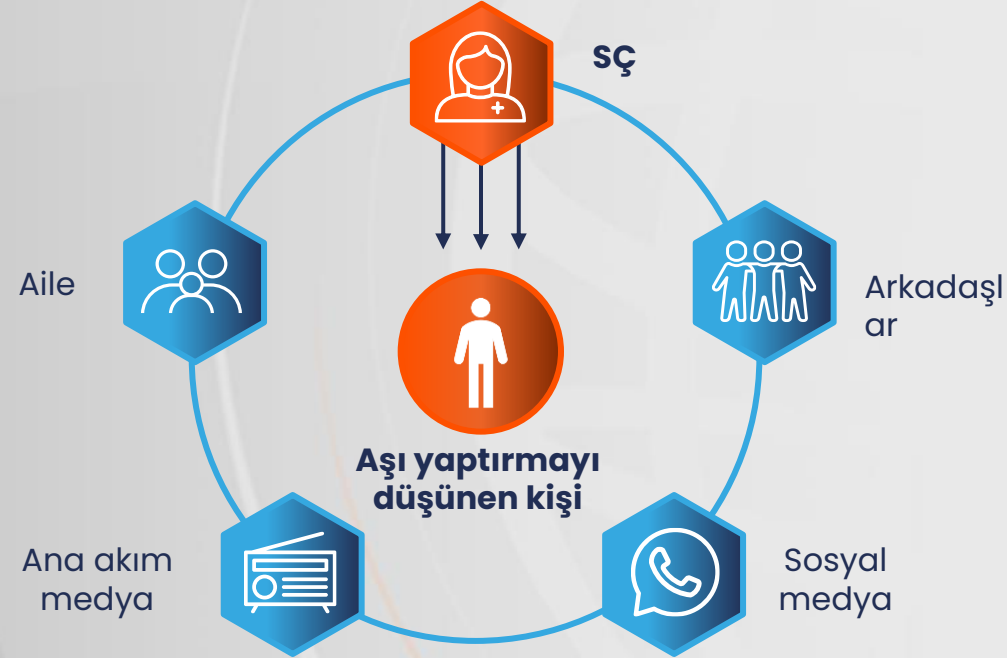 SÇ
Aile
Arkadaşl
ar
Aşı yaptırmayı
düşünen kişi
Ana akım
medya
Sosyal
medya